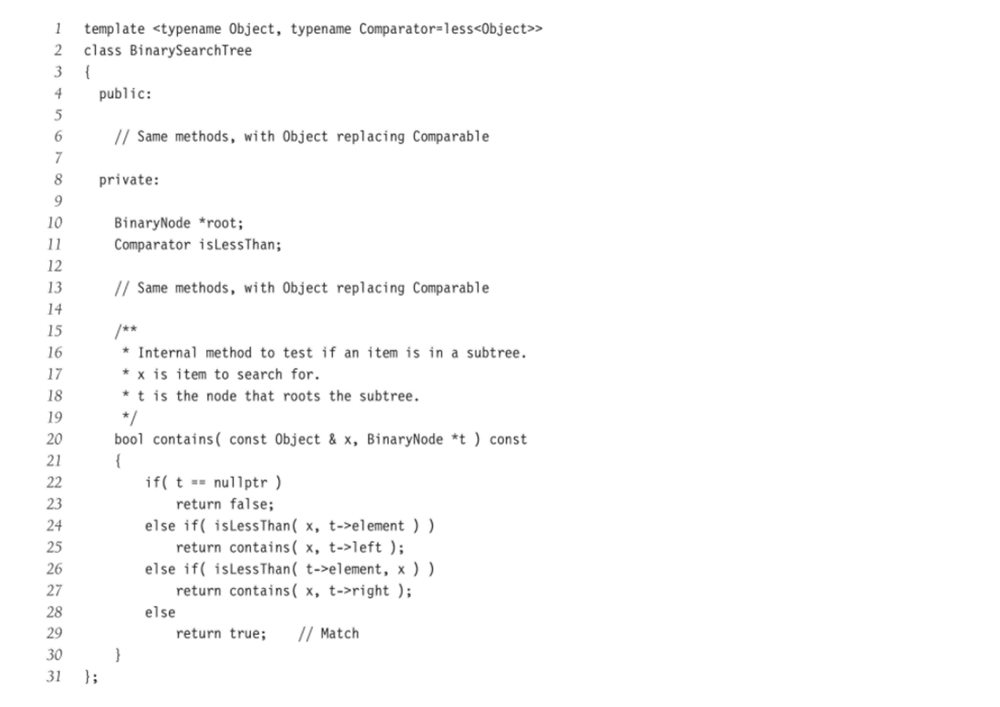 1 template <typename Object, typename Comparator=less<Object>>
2 class BinarySearchTree
3 {
4 public:
5
6 // Same methods, with Object replacing Comparable
7
8 private:
9
10 BinaryNode *root;
11 Comparator isLessThan;
12
13 // Same methods, with Object replacing Comparable
14
15 /**
16 * Internal method to test if an item is in a subtree.
17 * x is item to search for.
18 * t is the node that roots the subtree.
19 */
20 bool contains( const Object & x, BinaryNode *t ) const
21 {
22 if( t == nullptr )
23 return false;
24 else if( isLessThan( x, t->element ) )
25 return contains( x, t->left );
26 else if( isLessThan( t->element, x ) )
27 return contains( x, t->right );
28 else
29 return true; // Match
30 }
31 };